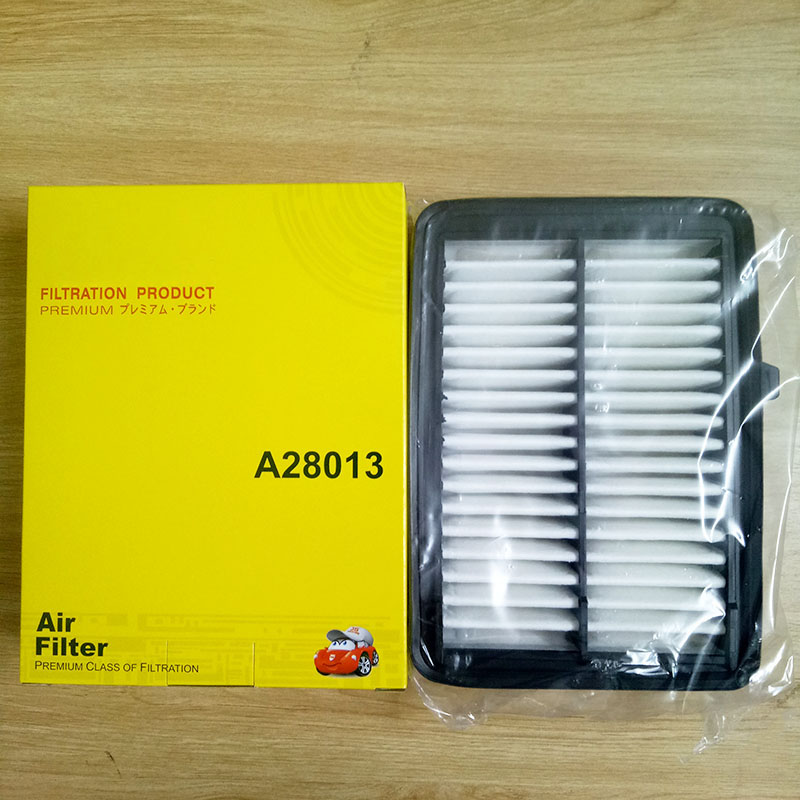 FILTRATION PRODUCT
PREMIUM プレミアム・ブランド
A28013
Air
Filter
PREMIUM CLASS OF FILTRATION